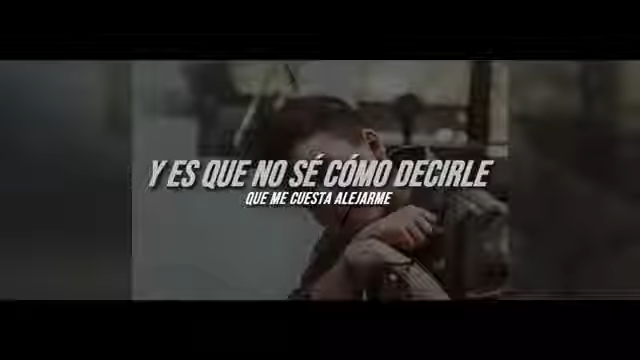 Y ES QUE NO SÉ CÓMO DECIRLE
QUE ME CUESTA ALEJARME